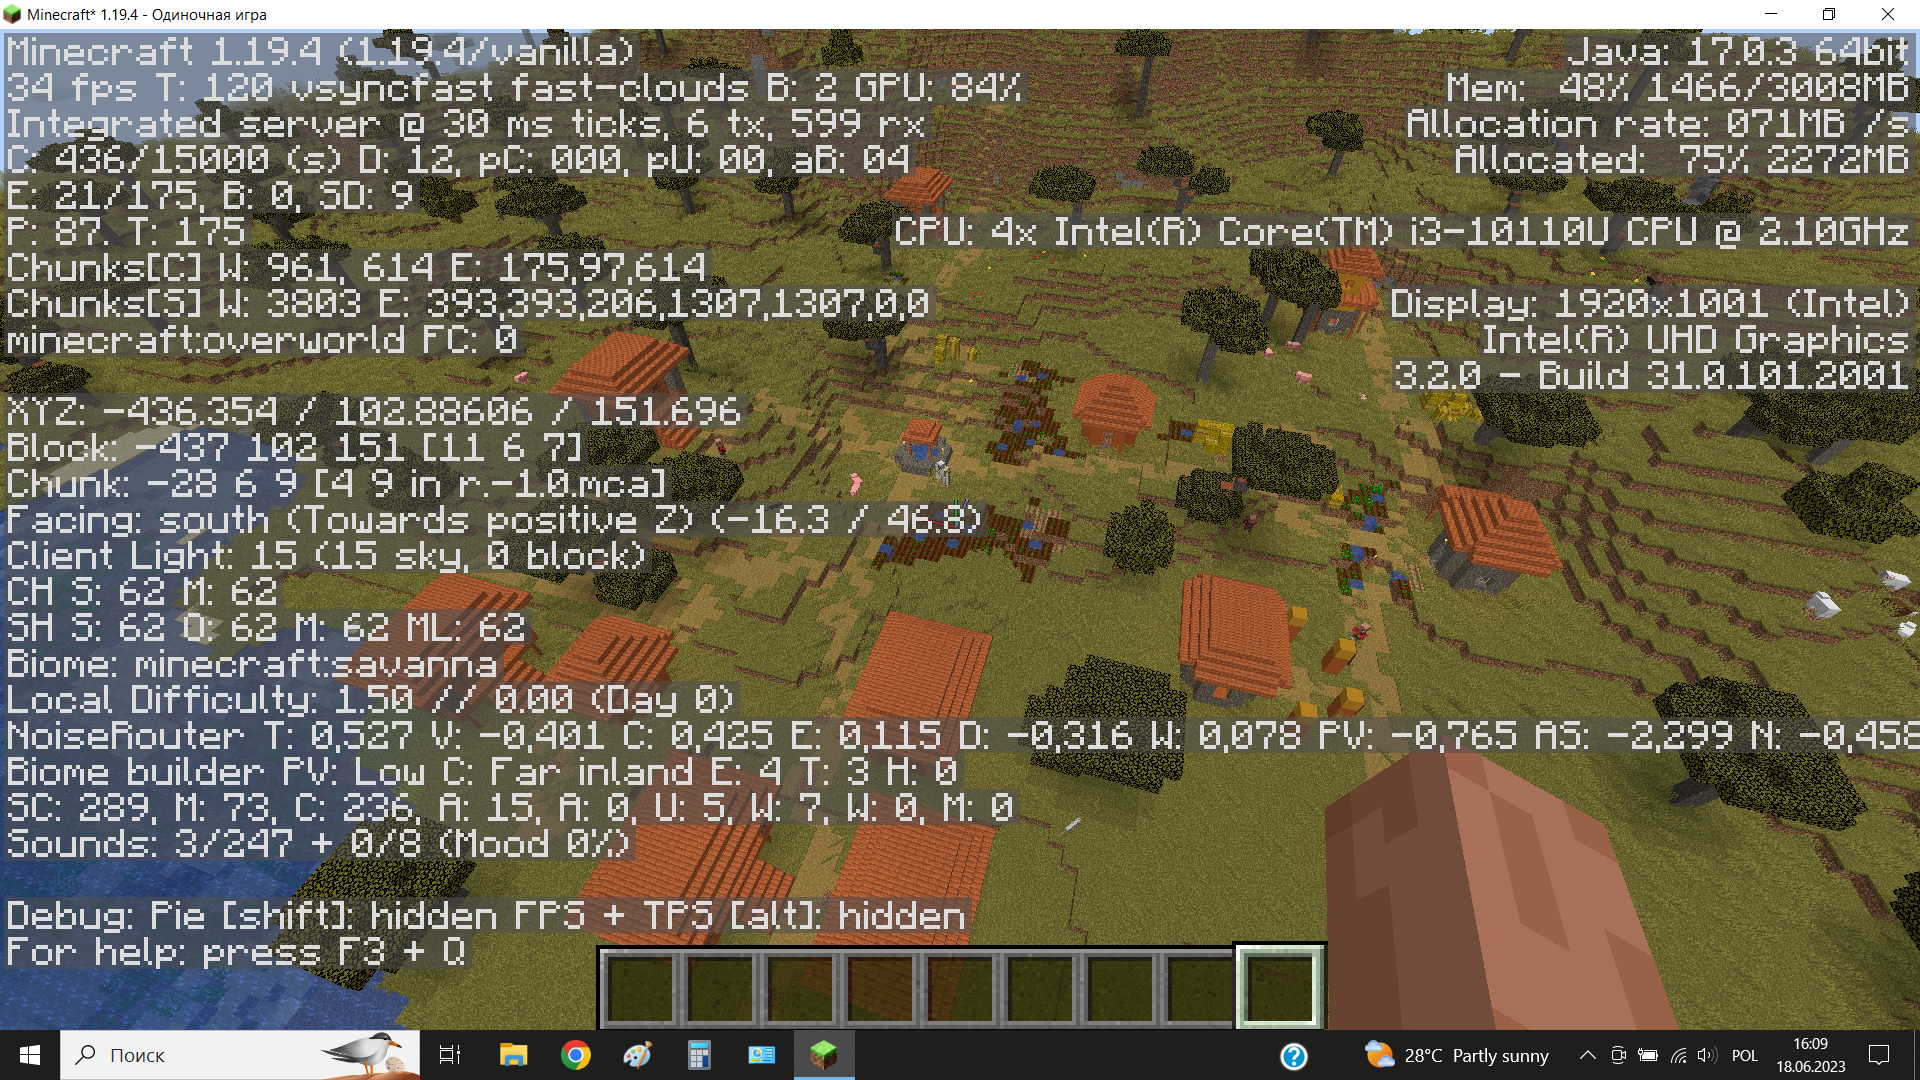 Minecraft* 1.19.4 - Одиночная игра
Minecraft 1.19.4 (1.19.4/vanilla)
34 fps T: 120 vsyncfast fast-clouds B: 2 GPU: 84%
Integrated server @ 30 ms ticks, 6 tx, 599 rx
C: 436/15000 (s) D: 12, pC: 000, pU: 00, aB: 04
E: 21/175, B: 0, SD: 9
P: 87. T: 175
Chunks[C] W: 961, 614 E: 175,97,614
Chunks[S] W: 3803 E: 393,393,206,1307,1307,0,0
minecraft:overworld FC: 0
XYZ: -436.354 / 102.88606 / 151.696
Block: -437 102 151 [11 6 7]
Chunk: -28 6 9 [4 9 in r.-1.0.mca]
Facing: south (Towards positive Z) (-16.3 / 46.3)
Client Light: 15 (15 sky, 0 block)
CH S: 62 M: 62
SH S: 62 O: 62 M: 62 ML: 62
Biome: minecraft:savanna
Local Difficulty: 1.50 // 0.00 (Day 0)
NoiseRouter T: 0,527 V: -0,401 C: 0,425 E: 0,115 D: -0,316 W: 0,078 PV: -0,765 AS: -2,299 N: -0,458
Biome builder PV: Low C: Far inland E: 4 T: 3 H: 0
SC: 289, M: 73, C: 236, A: 15, A: 0, U: 5, W: 7, W: 0, M: 0
Sounds: 3/247 + 0/8 (Mood 0%)
Debug: Pie [shift]: hidden FPS + TPS [alt]: hidden
For help: press F3 + Q
Java: 17.0.3 64bit
Mem: 48% 1466/3008MB
Allocation rate: 071MB /s
Allocated: 75% 2272MB
CPU: 4x Intel(R) Core(TM) i3-10110U CPU @ 2.10GHz
Display: 1920x1001 (Intel)
Intel(R) UHD Graphics
3.2.0 - Build 31.0.101.2001
Поиск
28°C Partly sunny
POL
16:09
18.06.2023